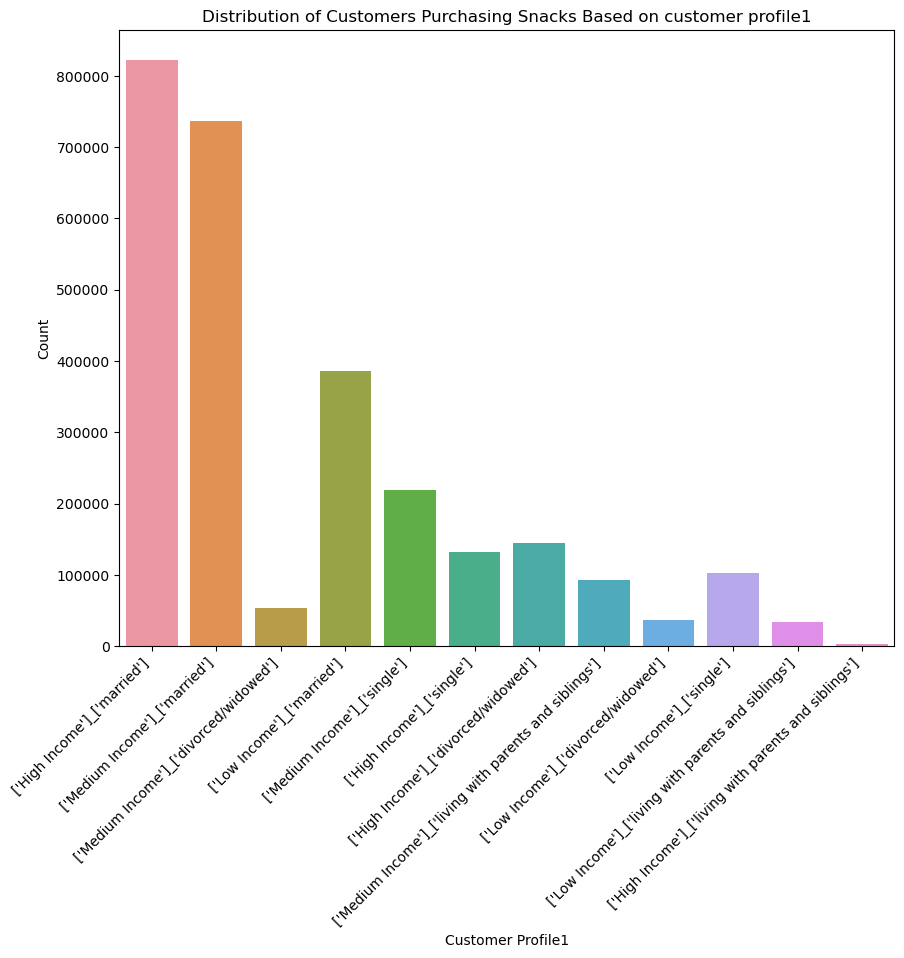 Distribution of Customers Purchasing Snacks Based on customer profile1
800000
700000
600000
500000
400000
300000
200000
100000
0
Count
['High Income']_['married']
['Medium Income']_['married']
['Medium Income']_['divorced/widowed']
['Low Income']_['married']
['Medium Income']_['single']
['High Income']_['single']
['High Income']_['divorced/widowed']
['Medium Income']_['living with parents and siblings']
['Low Income']_['divorced/widowed']
['Low Income']_['single']
['Low Income']_['living with parents and siblings']
['High Income']_['living with parents and siblings']
Customer Profile1